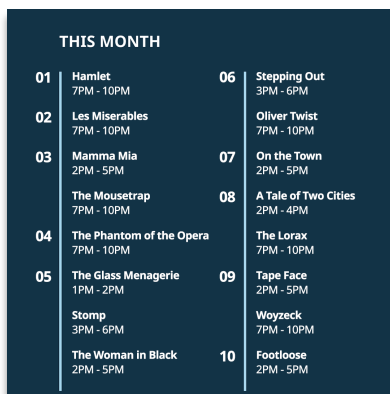 THIS MONTH
01 Hamlet
7PM - 10PM
02 Les Miserables
7PM - 10PM
03 Mamma Mia
2PM - 5PM
The Mousetrap
7PM - 10PM
04 The Phantom of the Opera
7PM - 10PM
05 The Glass Menagerie
1PM - 2PM
Stomp
3PM - 6PM
The Woman in Black
2PM - 5PM
06 Stepping Out
3PM - 6PM
Oliver Twist
7PM - 10PM
07 On the Town
2PM - 5PM
08 A Tale of Two Cities
2PM - 4PM
The Lorax
7PM - 10PM
09 Tape Face
2PM - 5PM
Woyzeck
7PM - 10PM
10 Footloose
2PM - 5PM